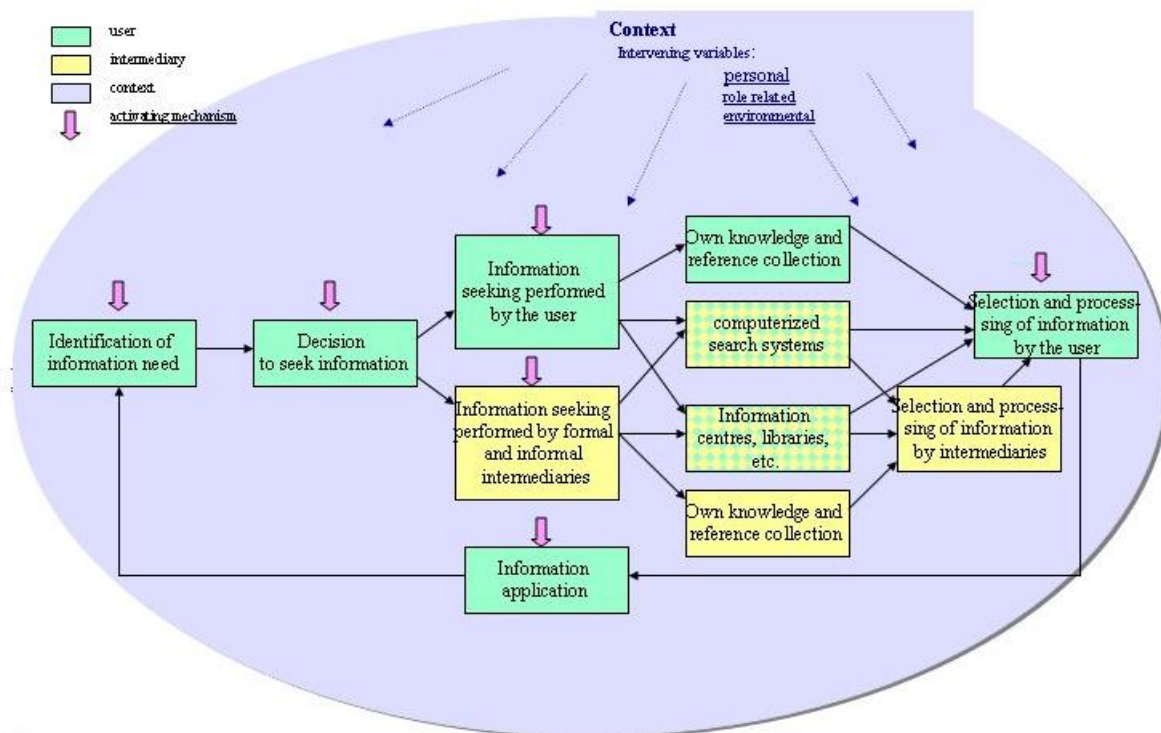 user
intermediary
context
activating mechanism
Context
Intervening variables:
personal
role related
environmental
Identification of
information need
Decision
to seek information
Information
seeking performed
by the user
Information seeking
performed by formal
and informal
intermediaries
Own knowledge and
reference collection
computerized
search systems
Information
centres, libraries,
etc.
Own knowledge and
reference collection
Selection and process-
sing of information
by the user
Selection and process-
sing of information
by intermediaries
Information
application